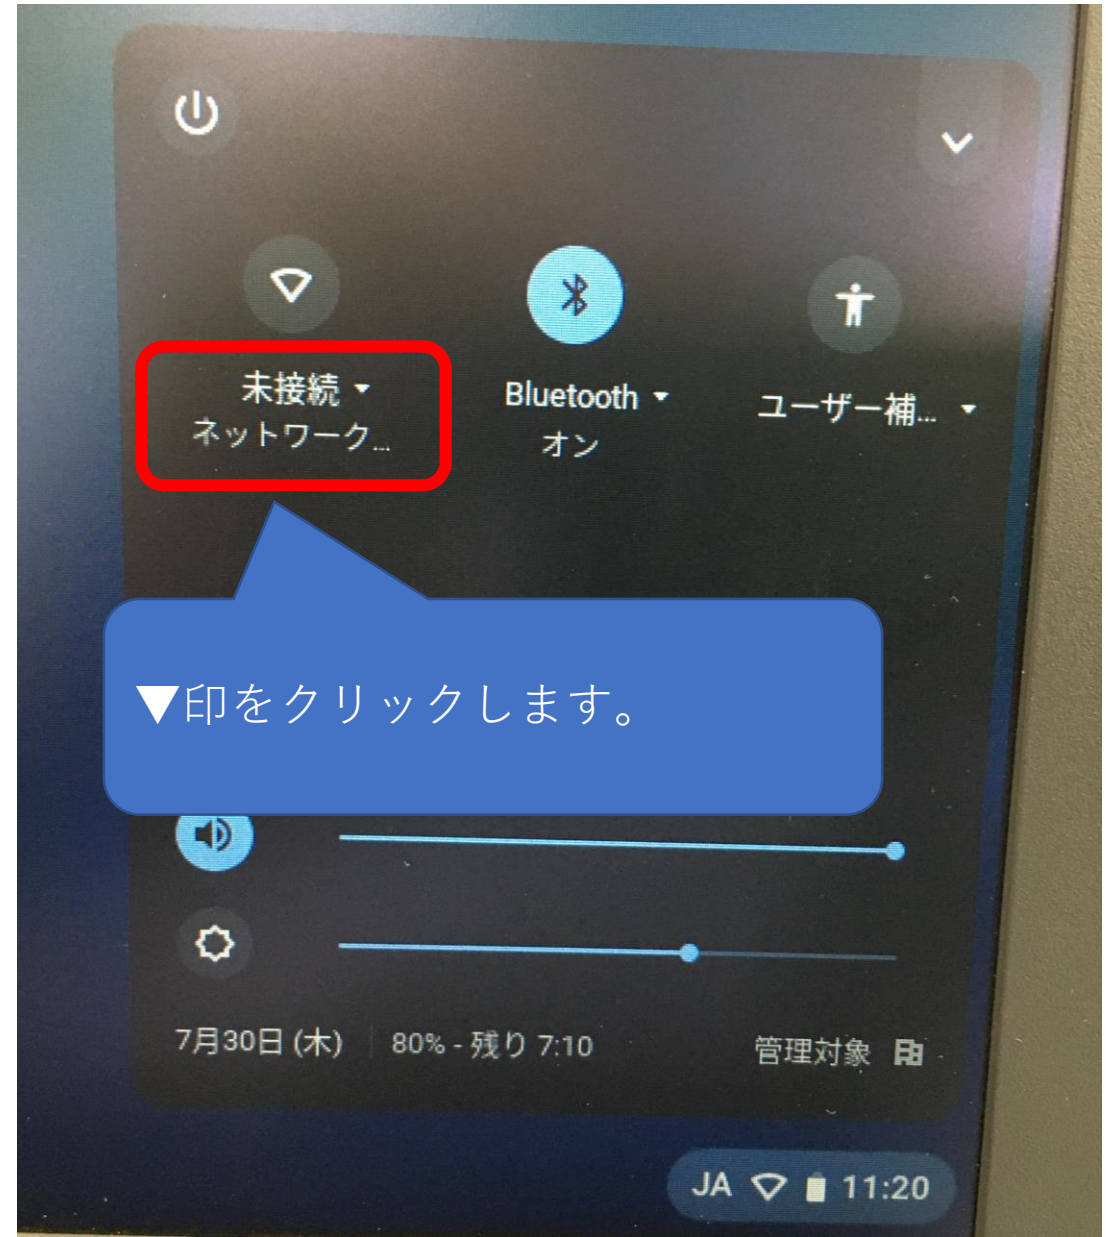 未接続 ▼
ネットワーク...
Bluetooth ▼
オン
ユーザー補... ▼
▼印をクリックします。
7月30日 (木)
80% - 残り 7:10
管理対象
JA
11:20